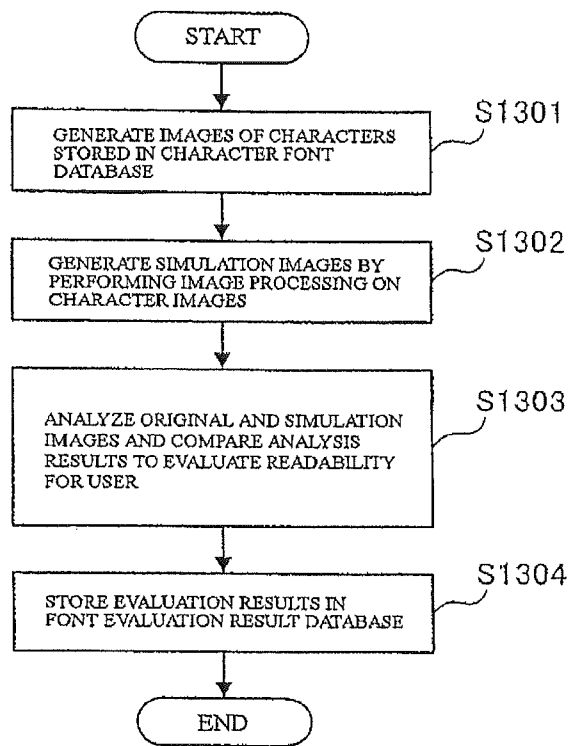 START
S1301
GENERATE IMAGES OF CHARACTERS
STORED IN CHARACTER FONT
DATABASE
S1302
GENERATE SIMULATION IMAGES BY
PERFORMING IMAGE PROCESSING ON
CHARACTER IMAGES
S1303
ANALYZE ORIGINAL AND SIMULATION
IMAGES AND COMPARE ANALYSIS
RESULTS TO EVALUATE READABILITY
FOR USER
S1304
STORE EVALUATION RESULTS IN
FONT EVALUATION RESULT DATABASE
END